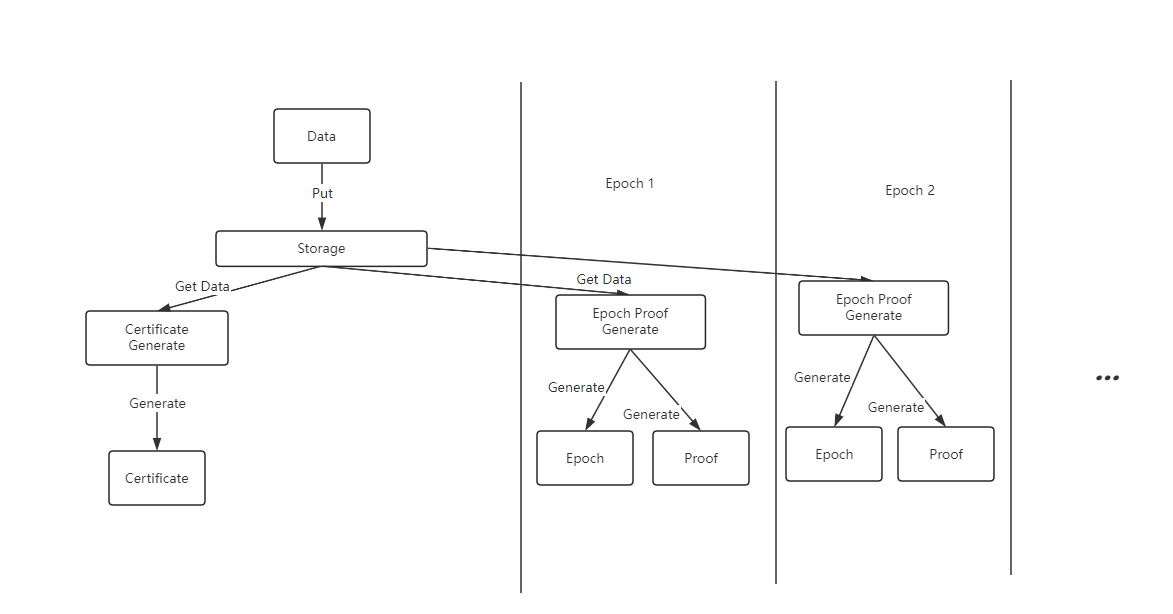 Data
Put
Storage
Get Data
Certificate
Generate
Generate
Certificate
Epoch 1
Get Data
Epoch Proof
Generate
Generate
Generate
Epoch
Proof
Epoch 2
Epoch Proof
Generate
Generate
Generate
Epoch
Proof
...